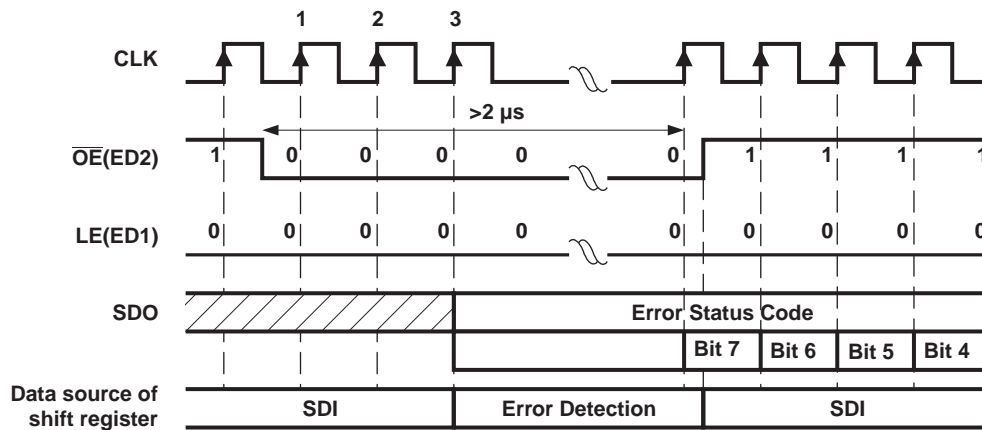 1 2 3
CLK
>2 µs
OE(ED2) 1 0 0 0 0 0 1 1 1 1
LE(ED1) 0 0 0 0 0 0 0 0 0 0
SDO Error Status Code
Bit 7 Bit 6 Bit 5 Bit 4
Data source of
shift register SDI Error Detection SDI